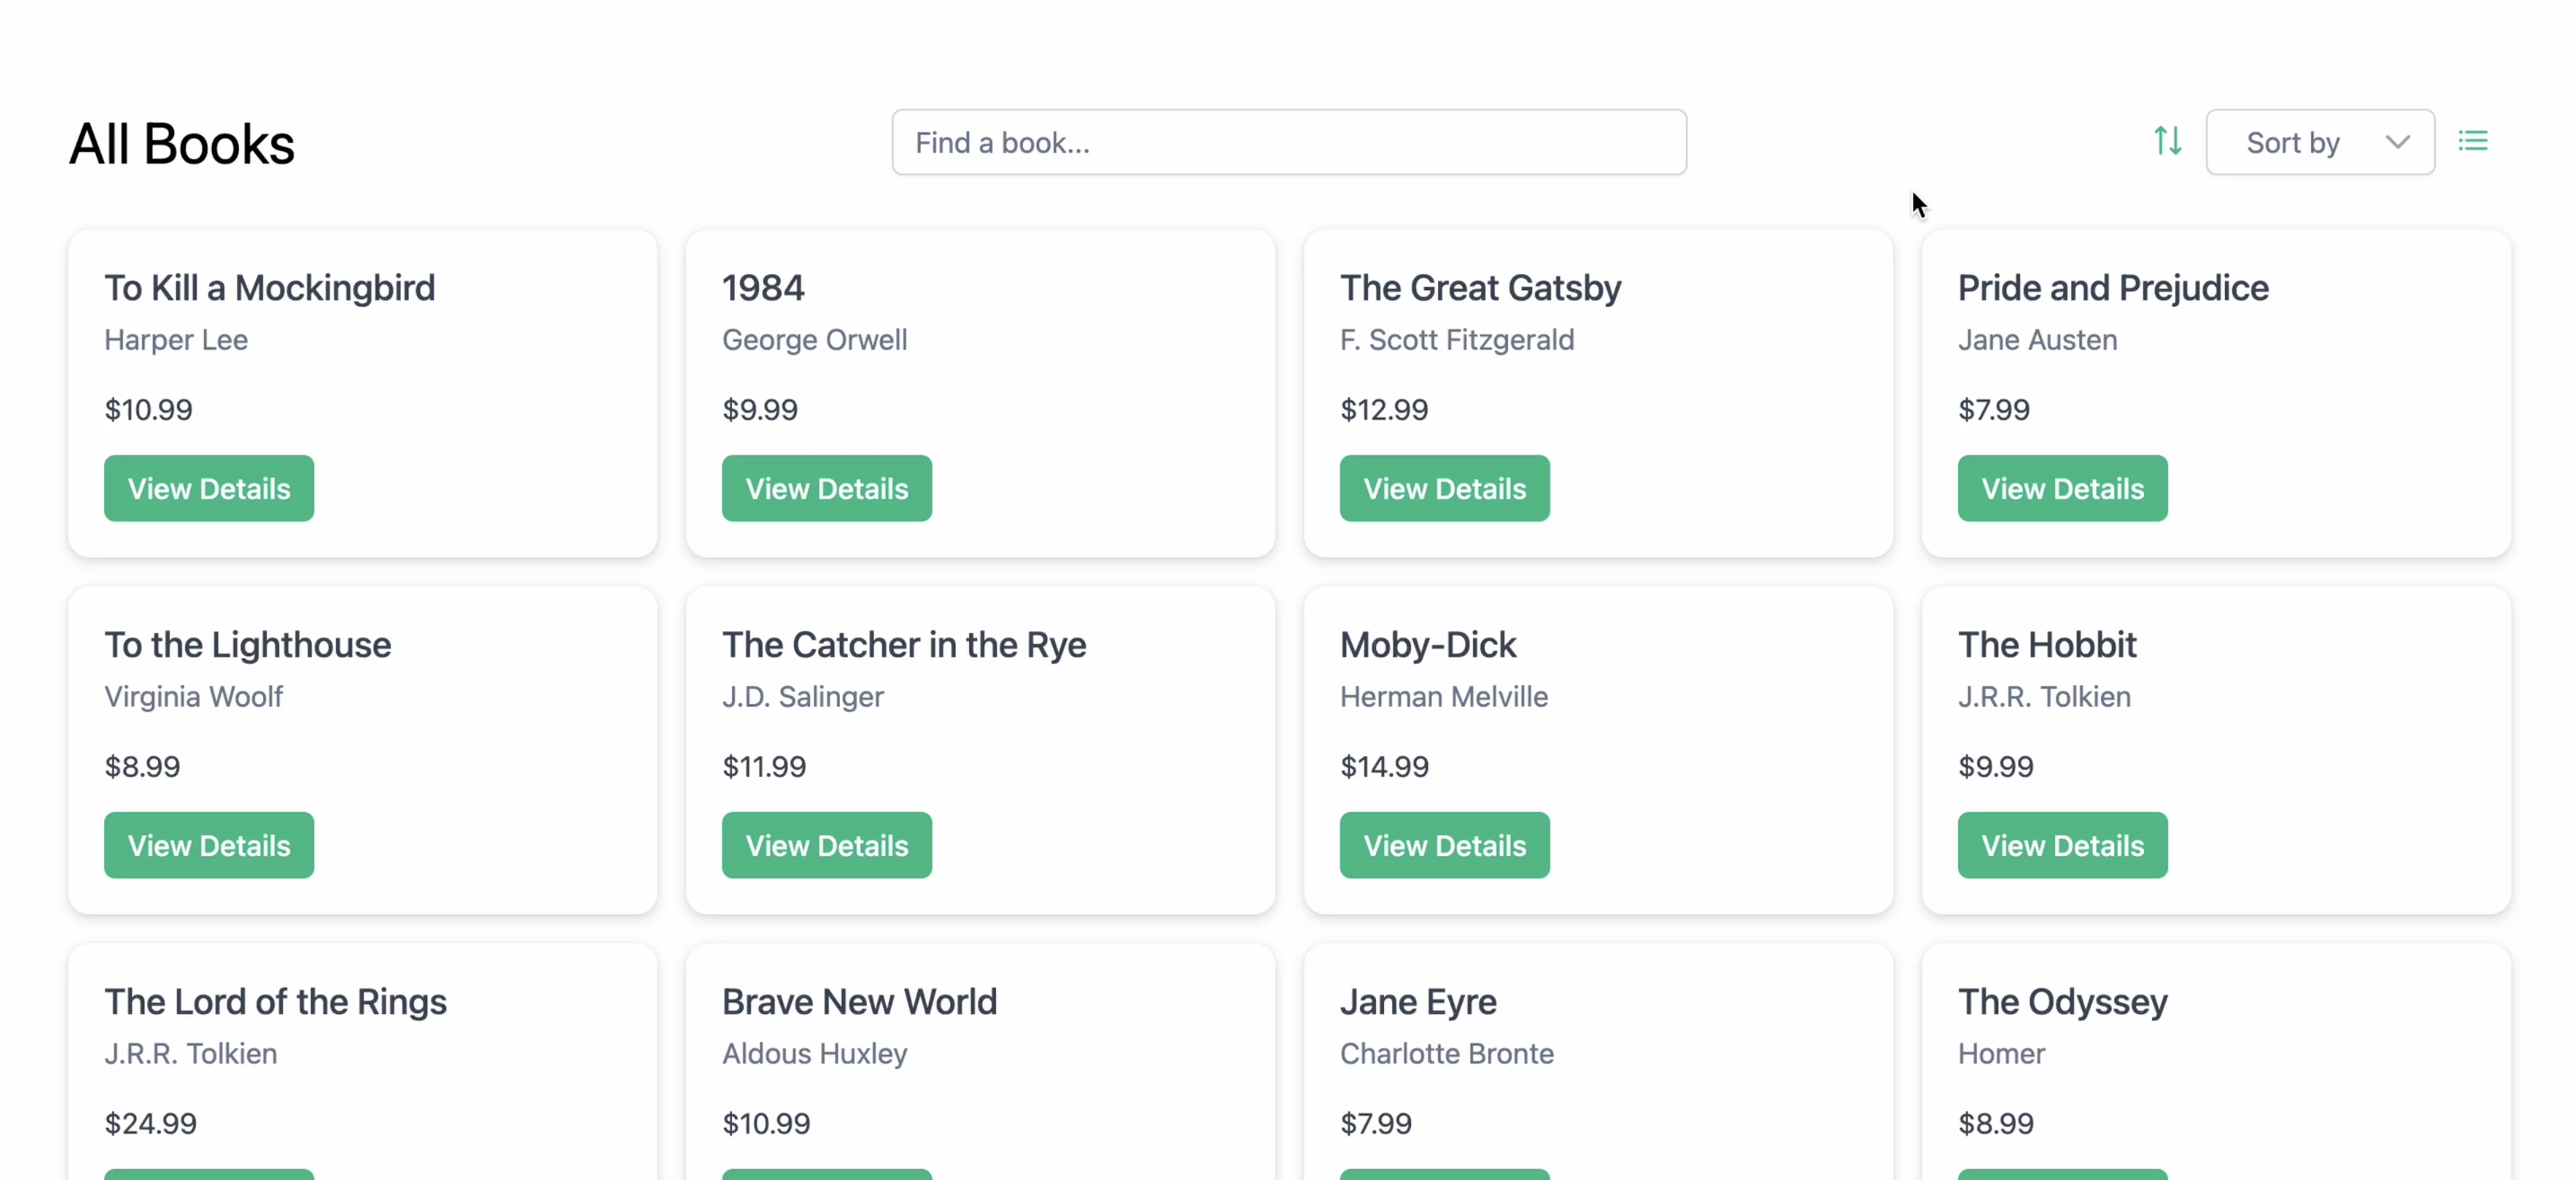 All Books
Find a book...
Sort by
To Kill a Mockingbird
Harper Lee
$10.99
View Details
1984
George Orwell
$9.99
View Details
The Great Gatsby
F. Scott Fitzgerald
$12.99
View Details
Pride and Prejudice
Jane Austen
$7.99
View Details
To the Lighthouse
Virginia Woolf
$8.99
View Details
The Catcher in the Rye
J.D. Salinger
$11.99
View Details
Moby-Dick
Herman Melville
$14.99
View Details
The Hobbit
J.R.R. Tolkien
$9.99
View Details
The Lord of the Rings
J.R.R. Tolkien
$24.99
Brave New World
Aldous Huxley
$10.99
Jane Eyre
Charlotte Bronte
$7.99
The Odyssey
Homer
$8.99